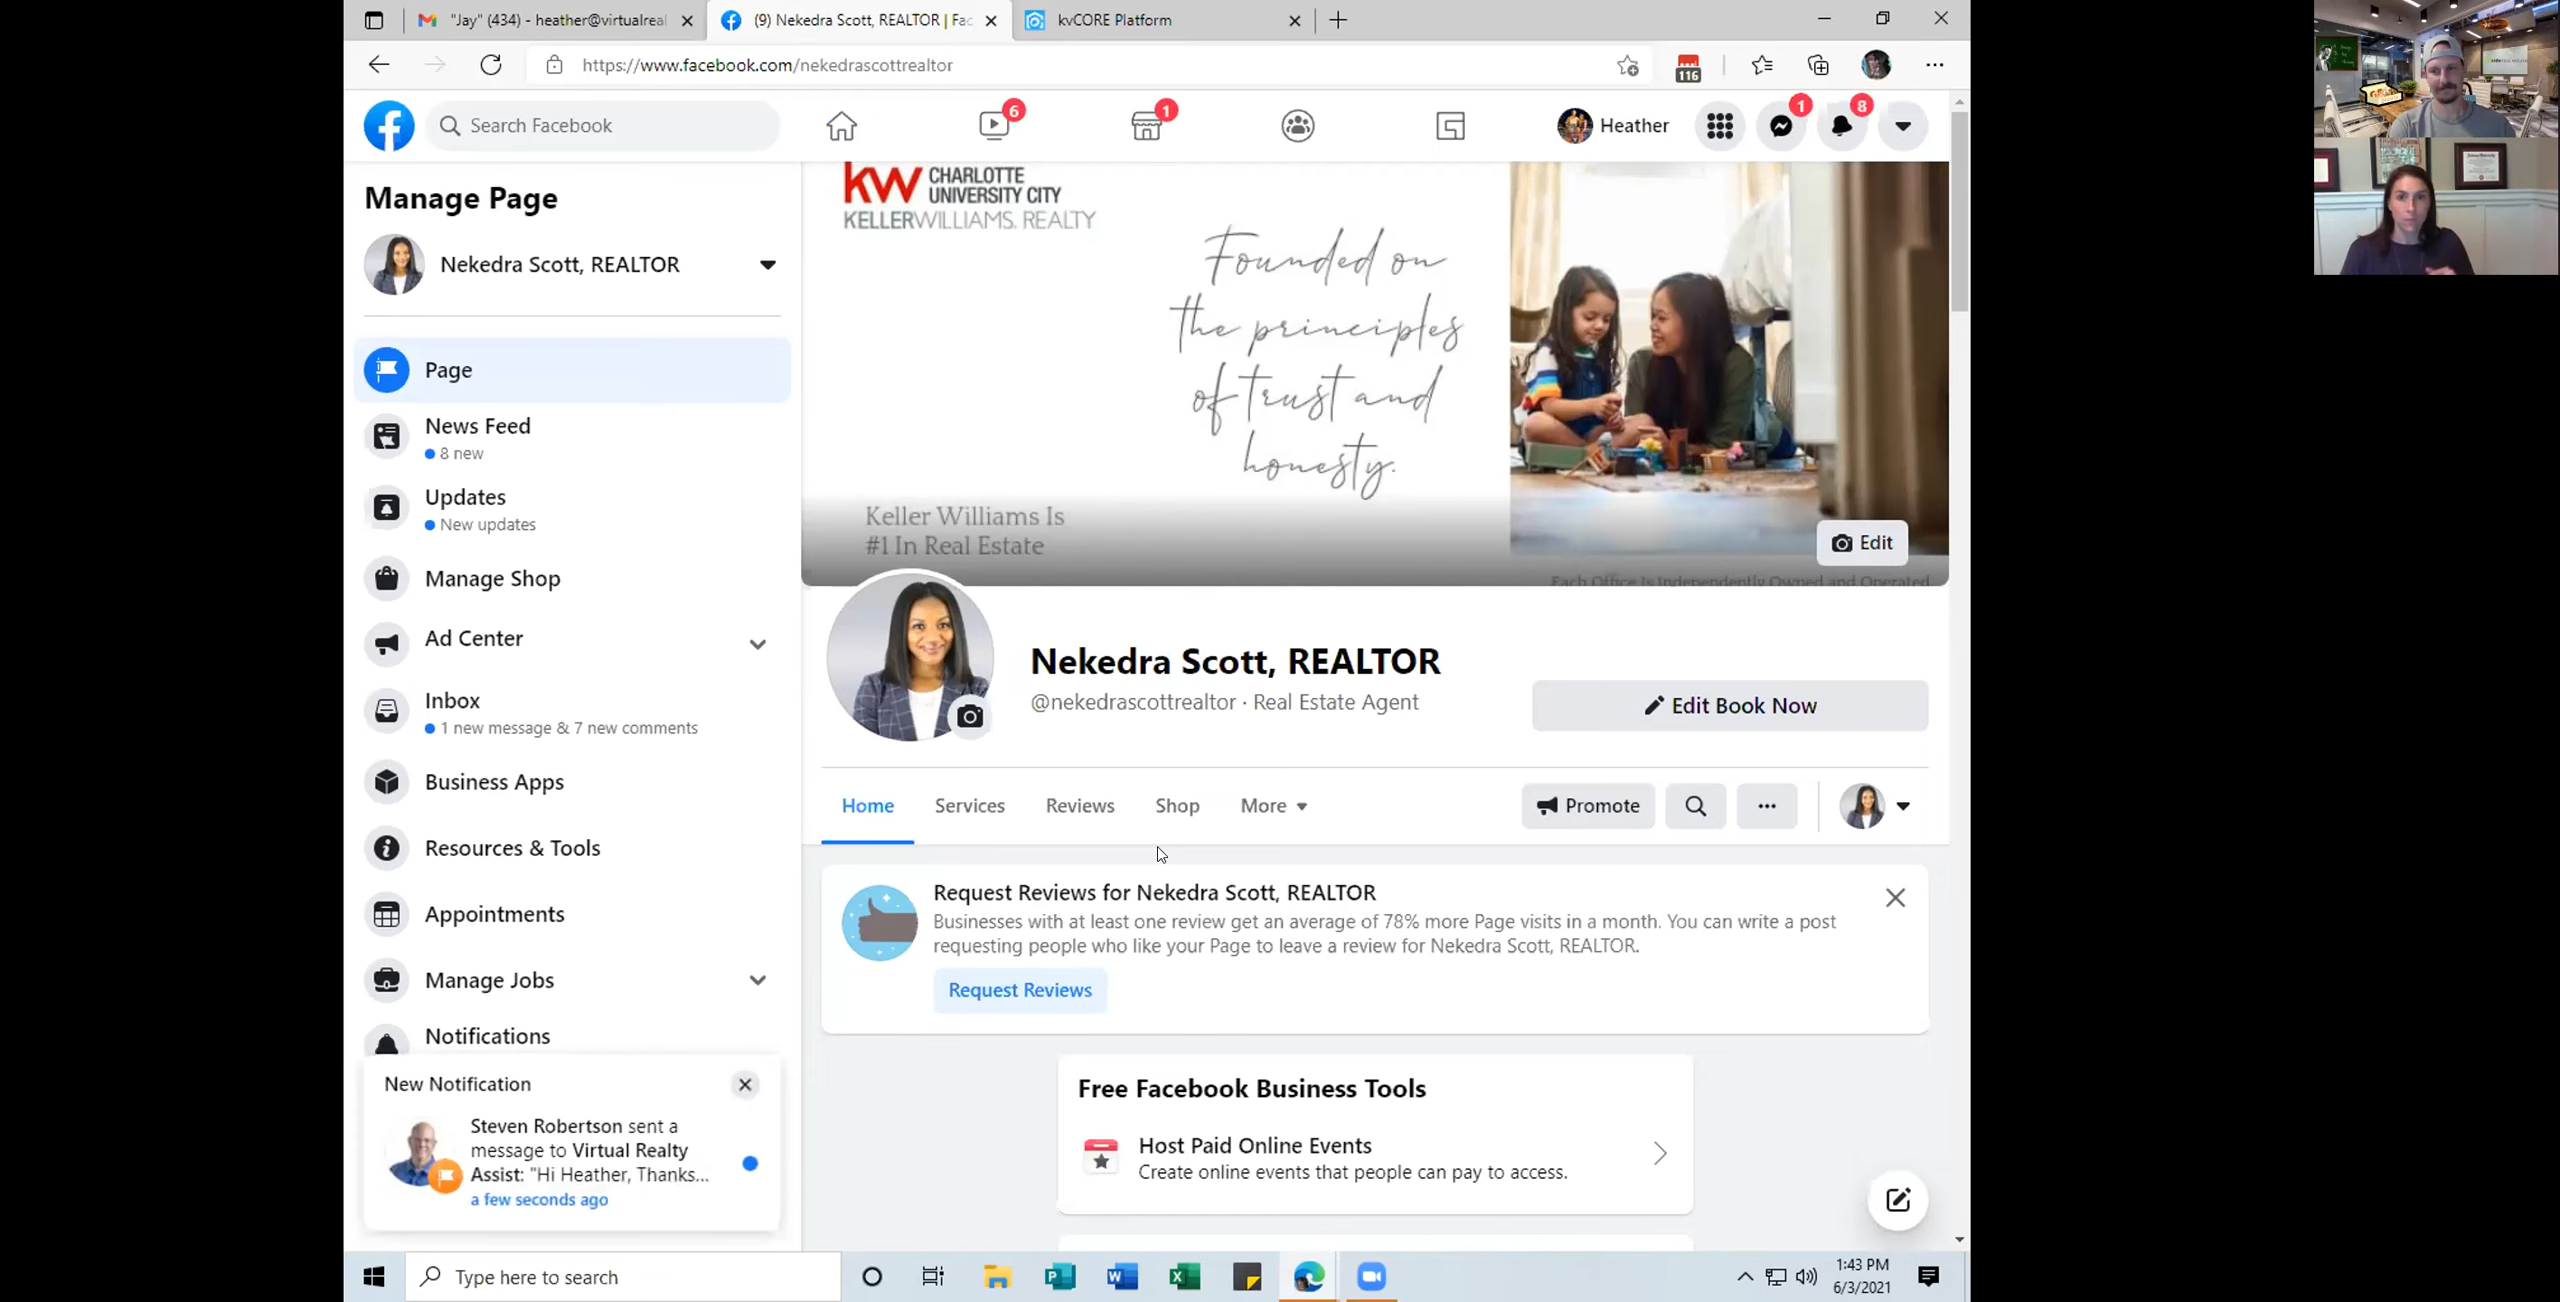 "Jay" (434) - heather@virtualreal
(9) Nekedra Scott, REALTOR | Fac
kvCORE Platform
https://www.facebook.com/nekedrascottrealtor
116
Search Facebook
6
1
Heather
1
8
Manage Page
Nekedra Scott, REALTOR
Page
News Feed
8 new
Updates
New updates
Manage Shop
Ad Center
Inbox
1 new message & 7 new comments
Business Apps
Resources & Tools
Appointments
Manage Jobs
Notifications
New Notification
Steven Robertson sent a
message to Virtual Realty
Assist: "Hi Heather, Thanks...
a few seconds ago
kw CHARLOTTE
UNIVERSITY CITY
KELLERWILLIAMS. REALTY
Founded on
the principles
of trust and
honesty.
Keller Williams Is
#1 In Real Estate
Edit
Each Office Is Independently Owned and Operated
Nekedra Scott, REALTOR
@nekedrascottrealtor · Real Estate Agent
Edit Book Now
Home
Services
Reviews
Shop
More
Promote
Request Reviews for Nekedra Scott, REALTOR
Businesses with at least one review get an average of 78% more Page visits in a month. You can write a post
requesting people who like your Page to leave a review for Nekedra Scott, REALTOR.
Request Reviews
Free Facebook Business Tools
Host Paid Online Events
Create online events that people can pay to access.
Type here to search
1:43 PM
6/3/2021